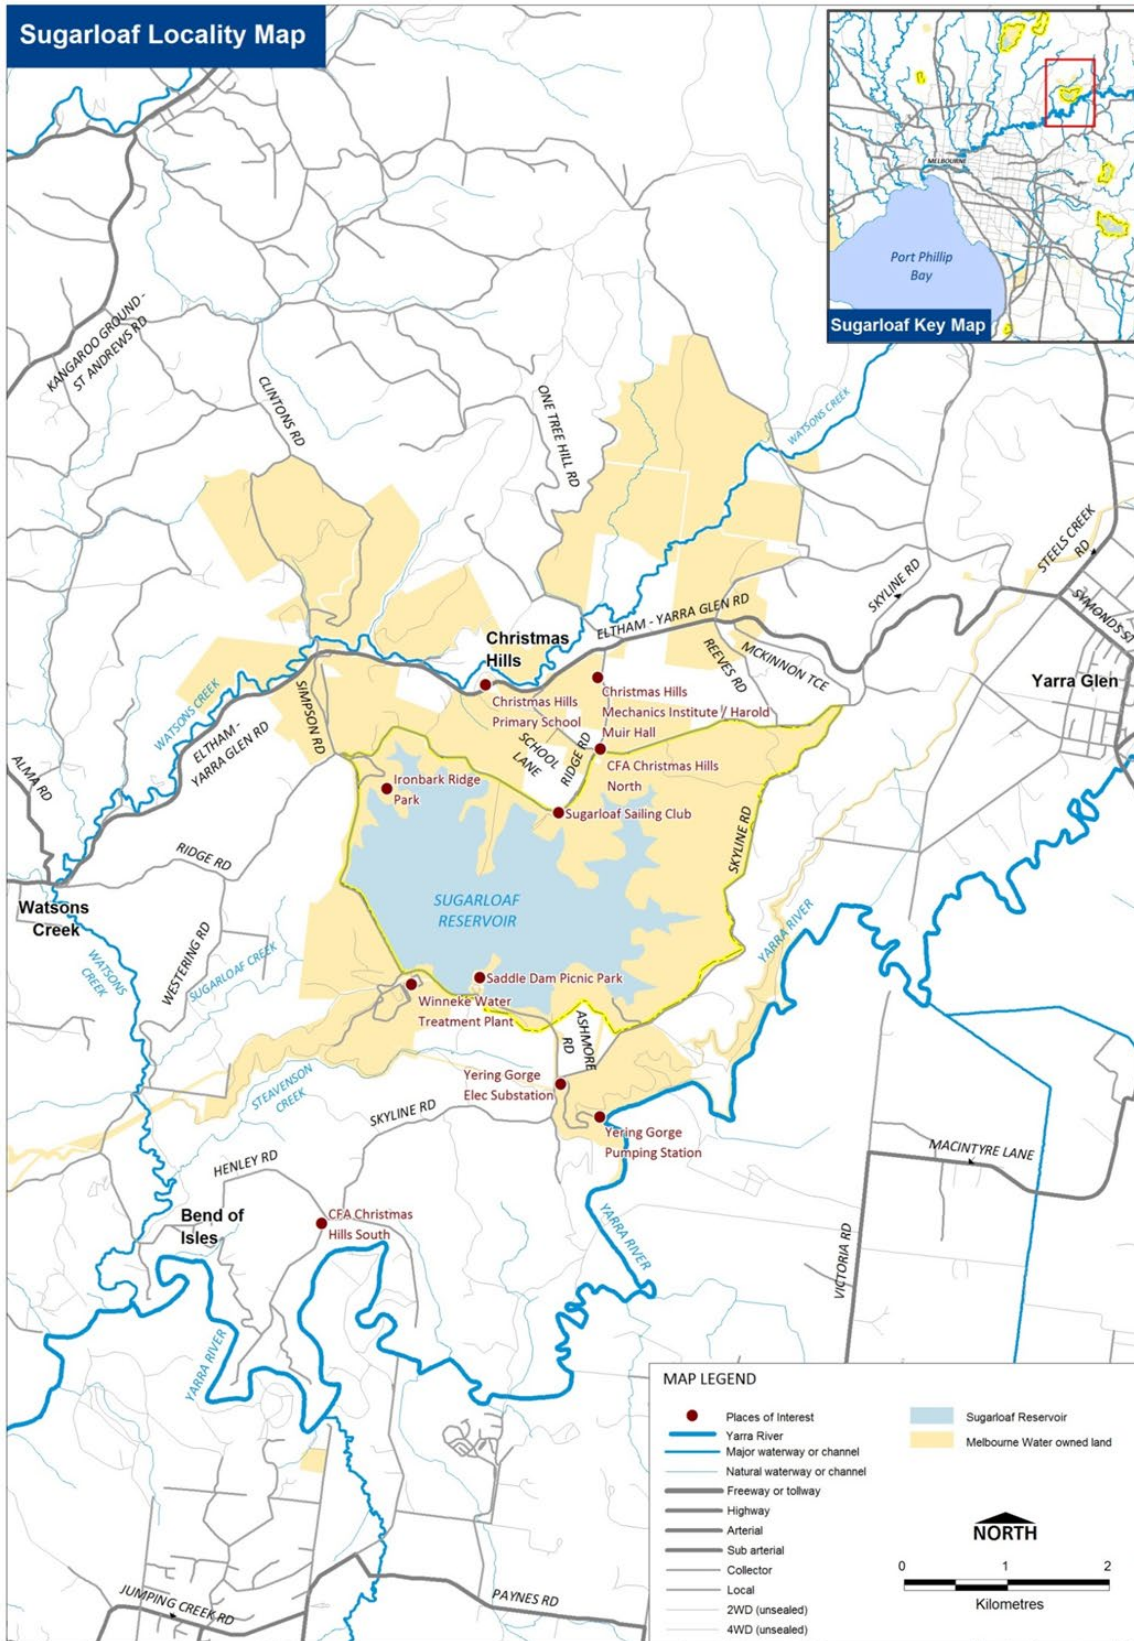 Sugarloaf Locality Map
MELBOURNE
Port Phillip
Bay
Sugarloaf Key Map
KANGAROO GROUND -
ST ANDREWS RD
CLINTONS RD
ONE TREE HILL RD
WATSONS CREEK
STEELS CREEK
RD
SKYLINE RD
SYMONDS ST
ELTHAM - YARRA GLEN RD
Christmas
Hills
REEVES RD
MCKINNON TCE
Yarra Glen
Christmas Hills
Primary School
Christmas Hills
Mechanics Institute / Harold
Muir Hall
WATSONS CREEK
SIMPSON RD
ELTHAM -
YARRA GLEN RD
SCHOOL
LANE
RIDGE RD
CFA Christmas Hills
North
ALMA RD
Ironbark Ridge
Park
Sugarloaf Sailing Club
SKYLINE RD
RIDGE RD
Watsons
Creek
SUGARLOAF
RESERVOIR
WATSONS
CREEK
WESTERING RD
SUGARLOAF CREEK
YARRA RIVER
Saddle Dam Picnic Park
Winneke Water
Treatment Plant
ASHMORE
RD
STEAVENSON
CREEK
Yering Gorge
Elec Substation
SKYLINE RD
Yering Gorge
Pumping Station
MACINTYRE LANE
HENLEY RD
Bend of
Isles
CFA Christmas
Hills South
YARRA RIVER
VICTORIA RD
YARRA RIVER
JUMPING CREEK RD
PAYNES RD
MAP LEGEND
Places of Interest
Yarra River
Major waterway or channel
Natural waterway or channel
Freeway or tollway
Highway
Arterial
Sub arterial
Collector
Local
2WD (unsealed)
4WD (unsealed)
Sugarloaf Reservoir
Melbourne Water owned land
NORTH
0 1 2
Kilometres